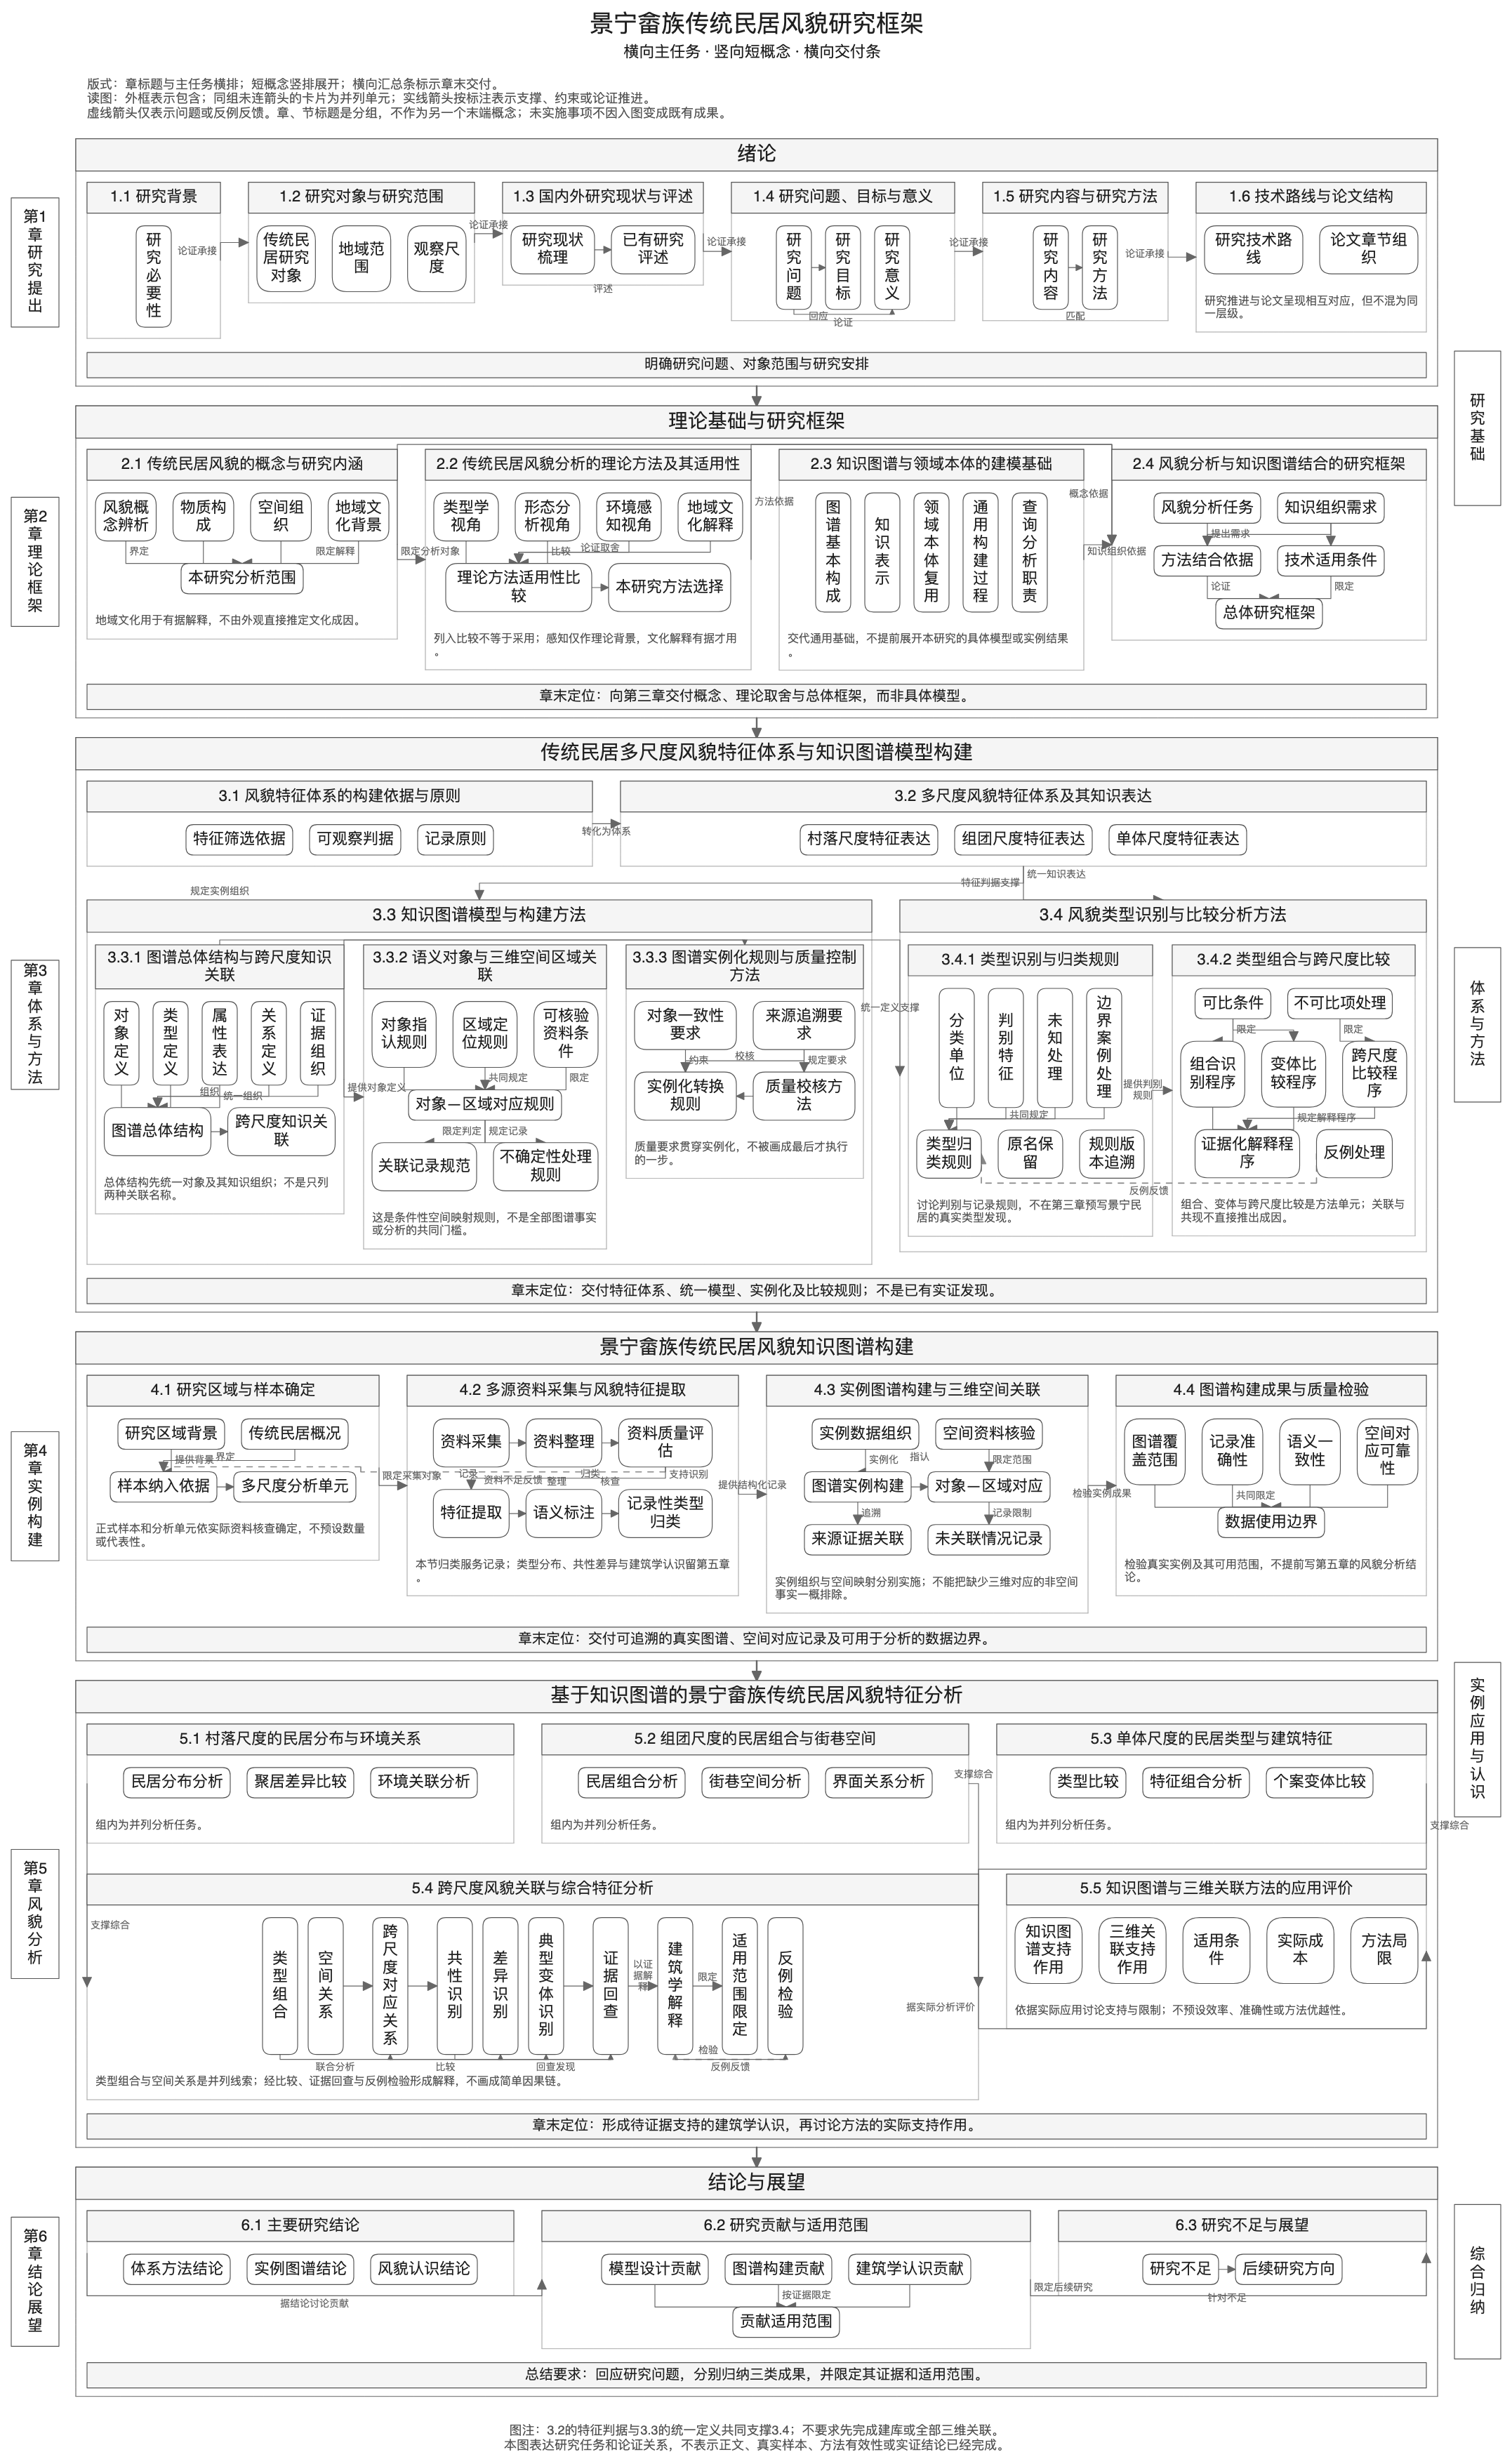 景宁畲族传统民居风貌研究框架
横向主任务 · 竖向短概念 · 横向交付条
版式：章标题与主任务横排；短概念竖排展开；横向汇总条标示章末交付。
读图：外框表示包含；同组未连箭头的卡片为并列单元；实线箭头按标注表示支撑、约束或论证推进。
虚线箭头仅表示问题或反例反馈。章、节标题是分组，不作为另一个末端概念；未实施事项不因入图变成既有成果。
第1章研究提出
绪论
1.1 研究背景
研究必要性
论证承接
1.2 研究对象与研究范围
传统民居研究对象
地域范围
观察尺度
论证承接
1.3 国内外研究现状与评述
研究现状梳理
已有研究评述
评述
论证承接
1.4 研究问题、目标与意义
研究问题
研究目标
研究意义
回应
论证
论证承接
1.5 研究内容与研究方法
研究内容
研究方法
匹配
论证承接
1.6 技术路线与论文结构
研究技术路线
论文章节组织
研究推进与论文呈现相互对应，但不混为同
一层级。
明确研究问题、对象范围与研究安排
研究基础
第2章理论框架
理论基础与研究框架
2.1 传统民居风貌的概念与研究内涵
风貌概念辨析
物质构成
空间组织
地域文化背景
界定
限定解释
本研究分析范围
地域文化用于有据解释，不由外观直接推定文化成因。
限定分析对象
2.2 传统民居风貌分析的理论方法及其适用性
类型学视角
形态分析视角
环境感知视角
地域文化解释
比较
论证取舍
理论方法适用性比较
本研究方法选择
列入比较不等于采用；感知仅作理论背景，文化解释有据才用
。
方法依据
2.3 知识图谱与领域本体的建模基础
图谱基本构成
知识表示
领域本体复用
通用构建过程
查询分析职责
交代通用基础，不提前展开本研究的具体模型或实例结果
。
概念依据
知识组织依据
2.4 风貌分析与知识图谱结合的研究框架
风貌分析任务
知识组织需求
提出需求
方法结合依据
技术适用条件
论证
限定
总体研究框架
章末定位：向第三章交付概念、理论取舍与总体框架，而非具体模型。
第3章体系与方法
传统民居多尺度风貌特征体系与知识图谱模型构建
3.1 风貌特征体系的构建依据与原则
特征筛选依据
可观察判据
记录原则
转化为体系
3.2 多尺度风貌特征体系及其知识表达
村落尺度特征表达
组团尺度特征表达
单体尺度特征表达
规定实例组织
特征判据支撑
统一知识表达
3.3 知识图谱模型与构建方法
3.3.1 图谱总体结构与跨尺度知识
关联
对象定义
类型定义
属性表达
关系定义
证据组织
组织
统一组织
图谱总体结构
跨尺度知识关联
总体结构先统一对象及其知识组织；不是只列
两种关联名称。
提供对象定义
3.3.2 语义对象与三维空间区域关
联
对象指认规则
区域定位规则
可核验资料条件
共同规定
限定
对象—区域对应规则
限定判定
规定记录
关联记录规范
不确定性处理规则
这是条件性空间映射规则，不是全部图谱事实
或分析的共同门槛。
3.3.3 图谱实例化规则与质量控制
方法
对象一致性要求
来源追溯要求
约束
校核
规定要求
实例化转换规则
质量校核方法
质量要求贯穿实例化，不被画成最后才执行
的一步。
统一定义支撑
3.4 风貌类型识别与比较分析方法
3.4.1 类型识别与归类规则
分类单位
判别特征
未知处理
边界案例处理
共同规定
类型归类规则
原名保留
规则版本追溯
讨论判别与记录规则，不在第三章预写景宁民
居的真实类型发现。
提供判别
规则
反例反馈
3.4.2 类型组合与跨尺度比较
可比条件
不可比项处理
限定
限定
组合识别程序
变体比较程序
跨尺度比较程序
规定解释程序
证据化解释程序
反例处理
组合、变体与跨尺度比较是方法单元；关联与
共现不直接推出成因。
章末定位：交付特征体系、统一模型、实例化及比较规则；不是已有实证发现。
体系与方法
第4章实例构建
景宁畲族传统民居风貌知识图谱构建
4.1 研究区域与样本确定
研究区域背景
传统民居概况
提供背景
界定
样本纳入依据
多尺度分析单元
正式样本和分析单元依实际资料核查确定，不预设数量
或代表性。
限定采集对象
4.2 多源资料采集与风貌特征提取
资料采集
资料整理
资料质量评估
记录
资料不足反馈
整理
归类
核查
支持识别
特征提取
语义标注
记录性类型归类
本节归类服务记录；类型分布、共性差异与建筑学认识留第五章
。
提供结构化记录
4.3 实例图谱构建与三维空间关联
实例数据组织
空间资料核验
实例化
指认
限定范围
图谱实例构建
对象—区域对应
追溯
记录限制
来源证据关联
未关联情况记录
实例组织与空间映射分别实施；不能把缺少三维对应的非空间
事实一概排除。
检验实例成果
4.4 图谱构建成果与质量检验
图谱覆盖范围
记录准确性
语义一致性
空间对应可靠性
共同限定
数据使用边界
检验真实实例及其可用范围，不提前写第五章的风貌分析结
论。
章末定位：交付可追溯的真实图谱、空间对应记录及可用于分析的数据边界。
实例应用与认识
第5章风貌分析
基于知识图谱的景宁畲族传统民居风貌特征分析
5.1 村落尺度的民居分布与环境关系
民居分布分析
聚居差异比较
环境关联分析
组内为并列分析任务。
5.2 组团尺度的民居组合与街巷空间
民居组合分析
街巷空间分析
界面关系分析
组内为并列分析任务。
支撑综合
5.3 单体尺度的民居类型与建筑特征
类型比较
特征组合分析
个案变体比较
组内为并列分析任务。
支撑综合
5.4 跨尺度风貌关联与综合特征分析
支撑综合
类型组合
空间关系
跨尺度对应关系
共性识别
差异识别
典型变体识别
证据回查
以证
据解
释
建筑学解释
限定
适用范围限定
反例检验
联合分析
比较
回查发现
检验
反例反馈
类型组合与空间关系是并列线索；经比较、证据回查与反例检验形成解释，不画成简单因果链。
据实际分析评价
5.5 知识图谱与三维关联方法的应用评价
知识图谱支持作用
三维关联支持作用
适用条件
实际成本
方法局限
依据实际应用讨论支持与限制；不预设效率、准确性或方法优越性。
章末定位：形成待证据支持的建筑学认识，再讨论方法的实际支持作用。
第6章结论展望
结论与展望
6.1 主要研究结论
体系方法结论
实例图谱结论
风貌认识结论
据结论讨论贡献
6.2 研究贡献与适用范围
模型设计贡献
图谱构建贡献
建筑学认识贡献
按证据限定
贡献适用范围
限定后续研究
6.3 研究不足与展望
研究不足
后续研究方向
针对不足
总结要求：回应研究问题，分别归纳三类成果，并限定其证据和适用范围。
综合归纳
图注：3.2的特征判据与3.3的统一定义共同支撑3.4；不要求先完成建库或全部三维关联。
本图表达研究任务和论证关系，不表示正文、真实样本、方法有效性或实证结论已经完成。